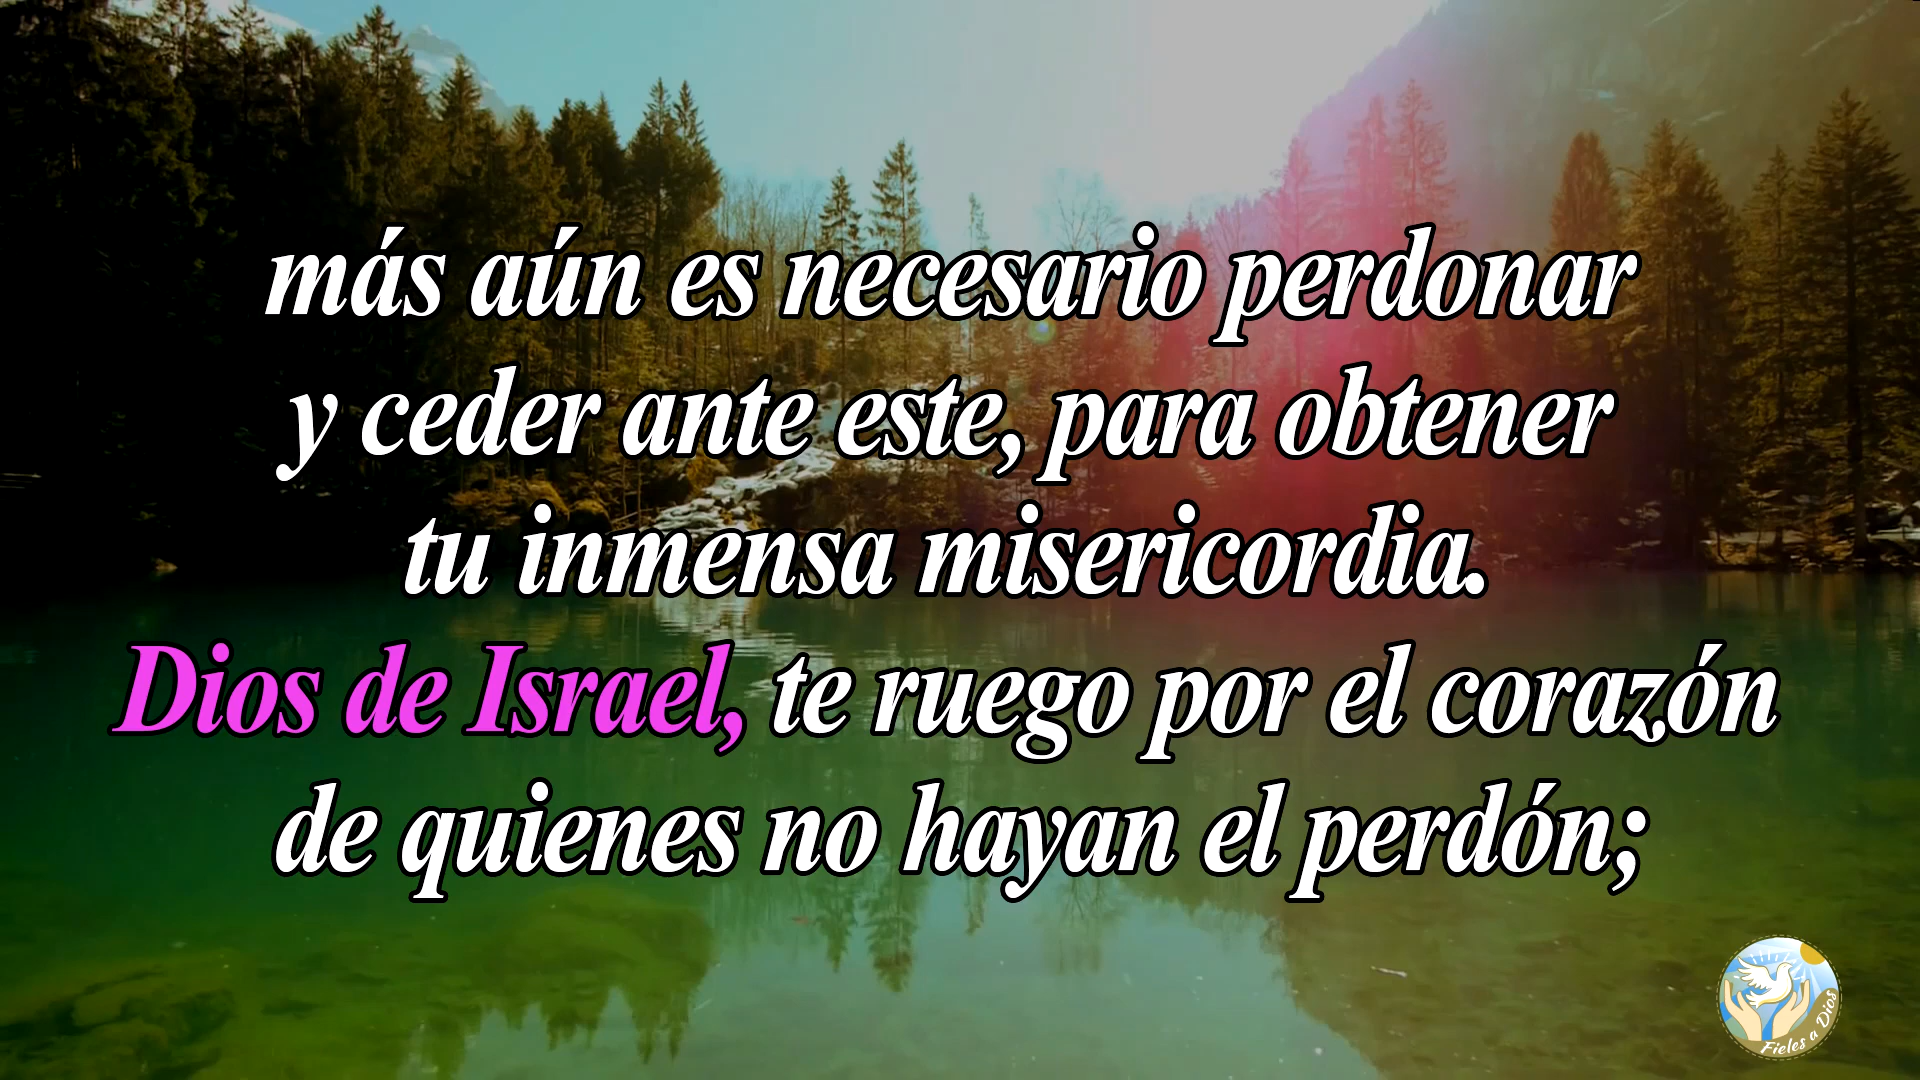 más aún es necesario perdonar
y ceder ante este, para obtener
tu inmensa misericordia.
Dios de Israel, te ruego por el corazón
de quienes no hayan el perdón;
Fieles a Dios